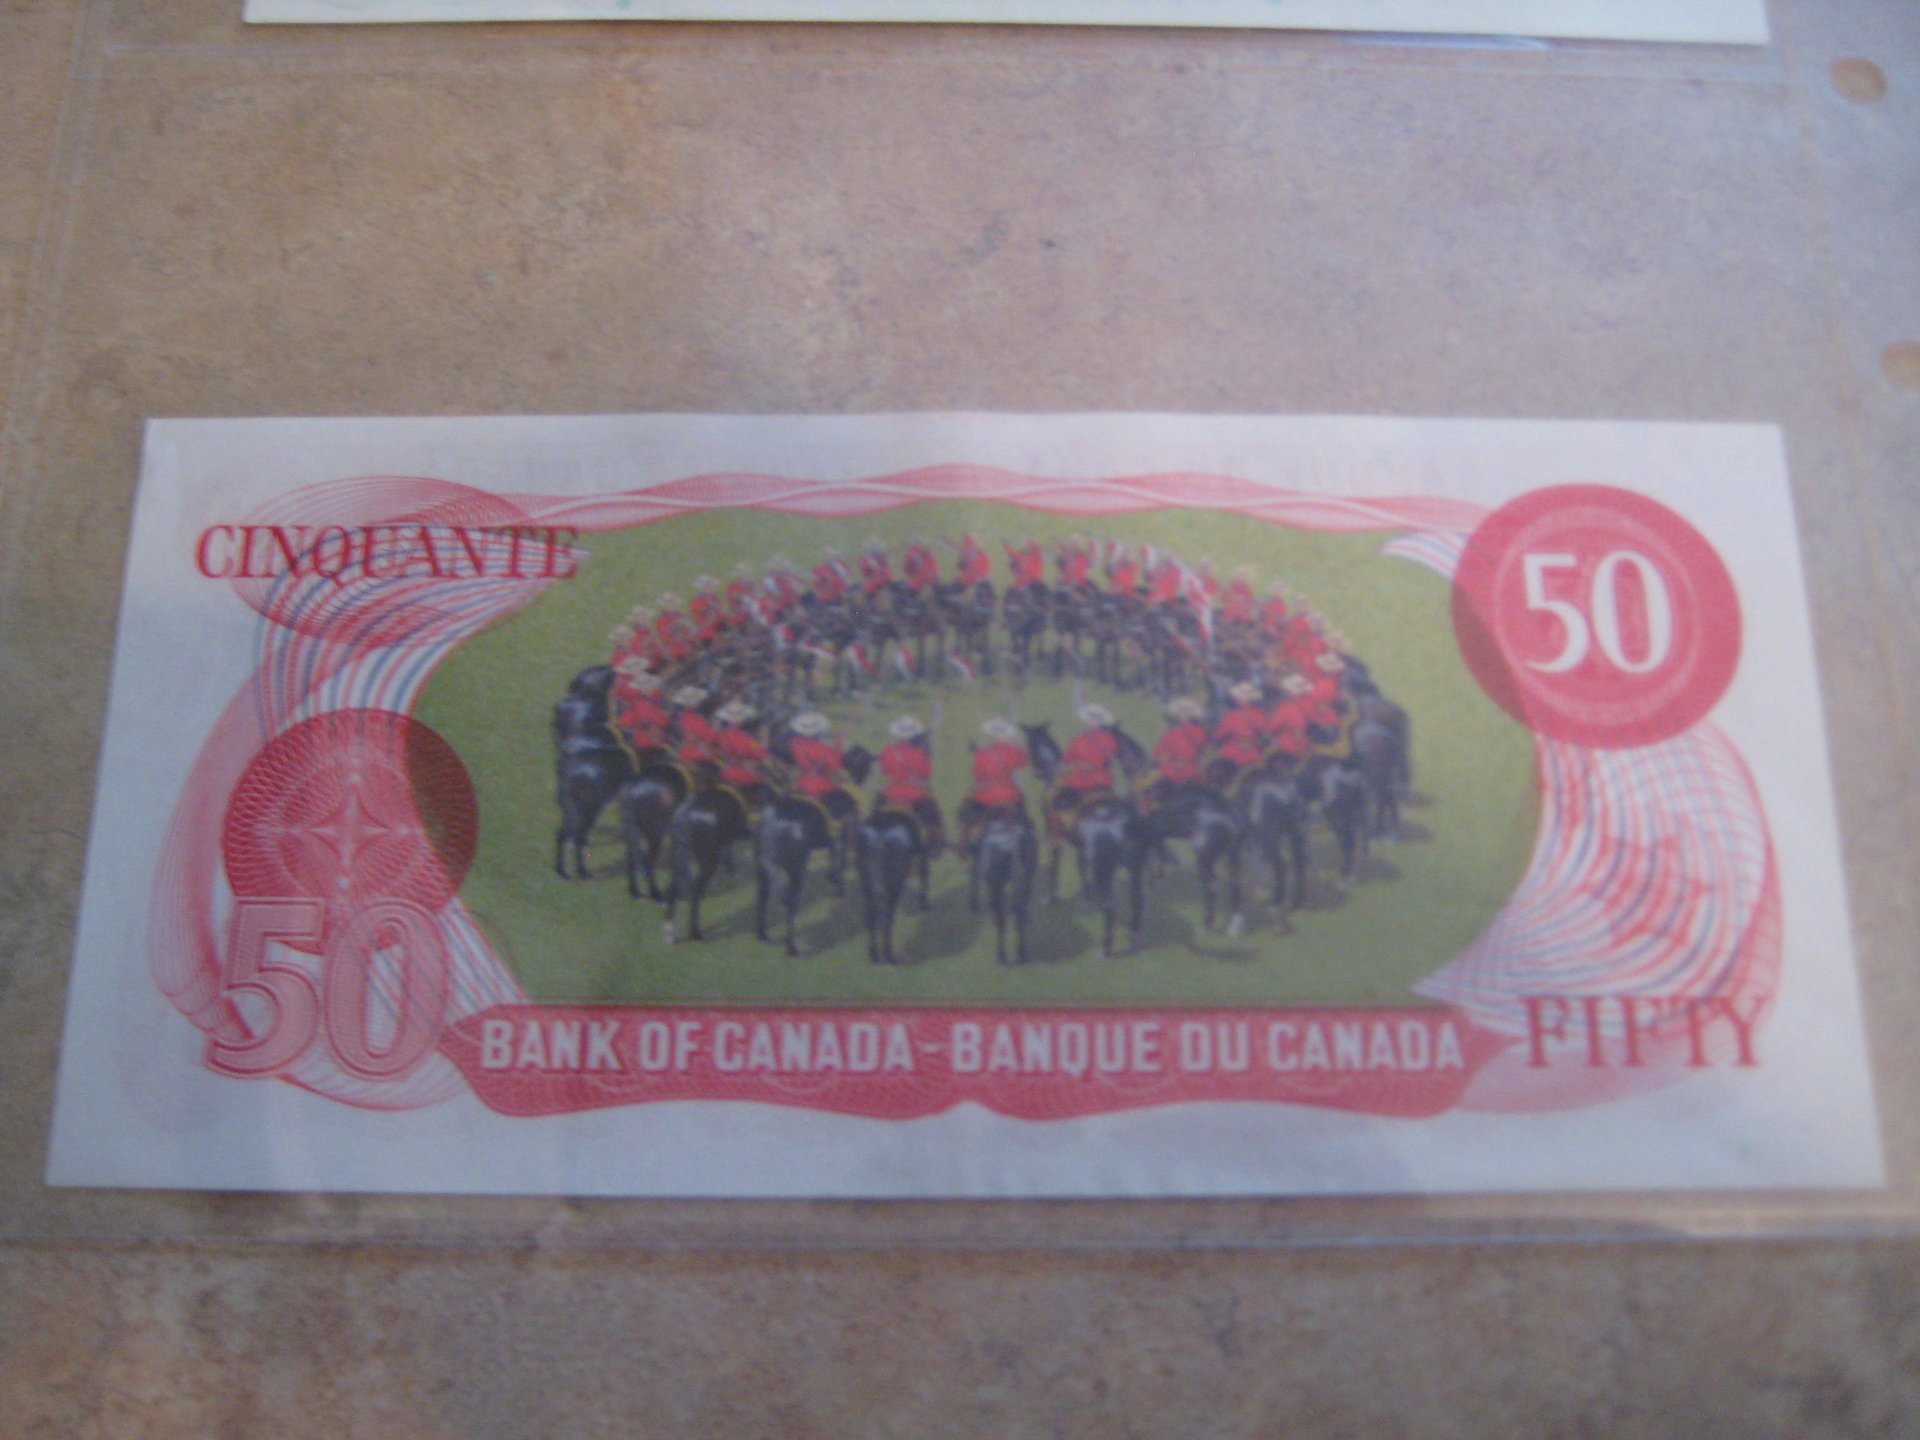 CINQUANTE
50
50
BANK OF CANADA - BANQUE DU CANADA
FIFTY